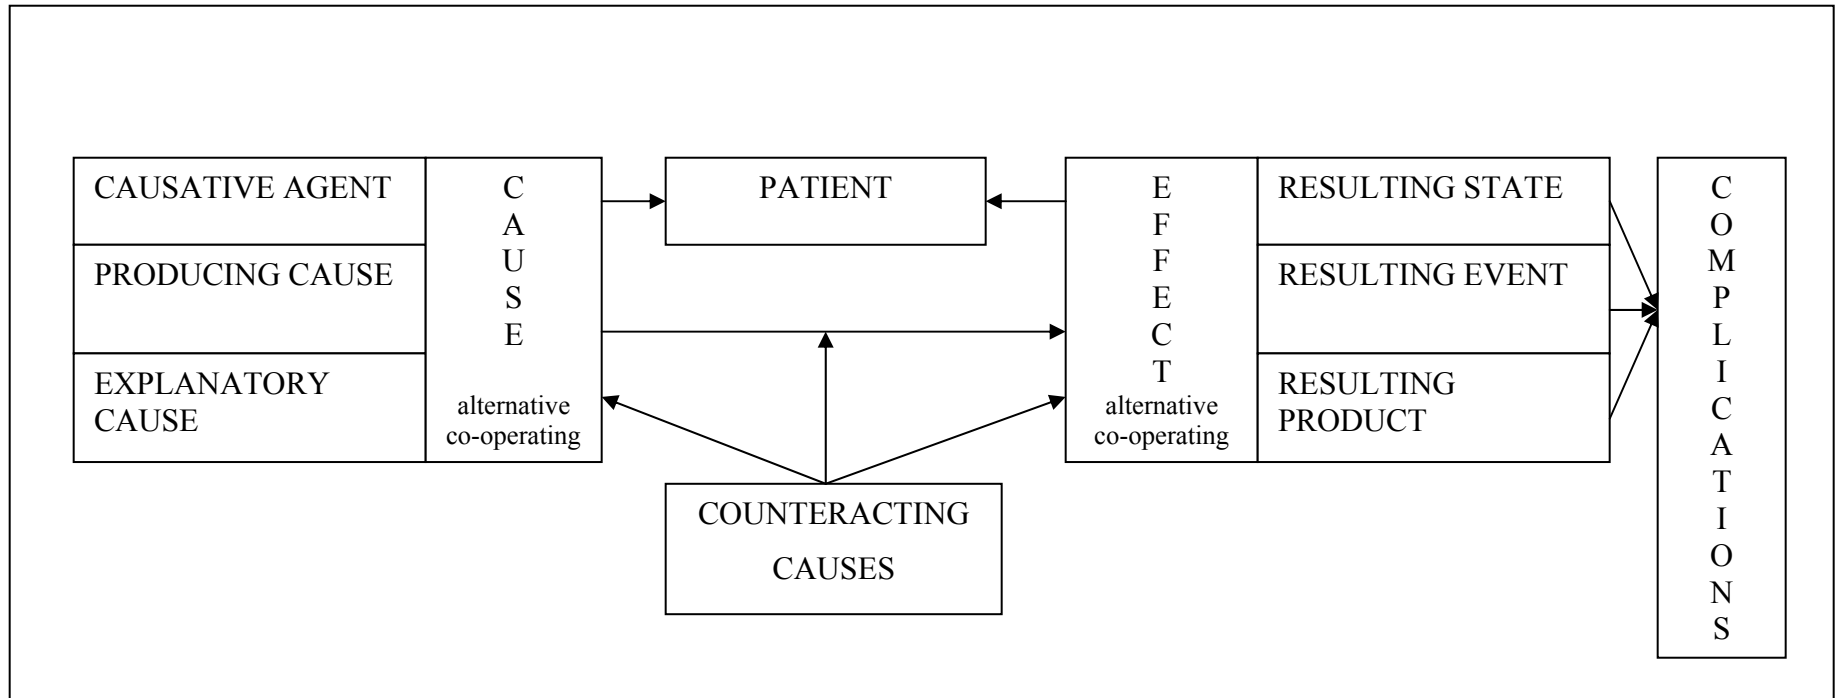 CAUSATIVE AGENT
PRODUCING CAUSE
EXPLANATORY
CAUSE
C
A
U
S
E
alternative
co-operating
PATIENT
COUNTERACTING
CAUSES
E
F
F
E
C
T
alternative
co-operating
RESULTING STATE
RESULTING EVENT
RESULTING
PRODUCT
C
O
M
P
L
I
C
A
T
I
O
N
S